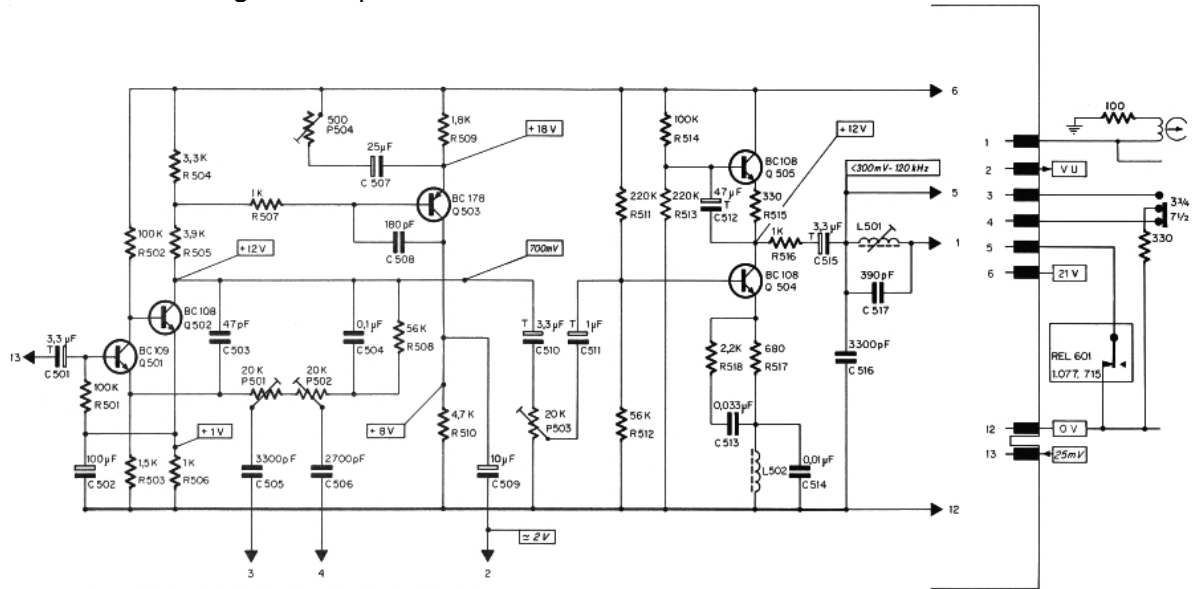 6
100
500
P504
1,8K
R509
+18V
100K
R514
+12V
1
25µF
C507
BC108
Q505
<300mV-120kHz
2
VU
3,3K
R504
1K
R507
BC178
Q503
220K
R511
220K
R513
47µF
T
C512
330
R515
5
3
3¾
7½
4
100K
R502
3,9K
R505
180pF
C508
1K
R516
3,3µF
T
C515
L501
1
5
330
+12V
700mV
BC108
Q504
390pF
C517
6
21V
BC108
Q502
3,3µF
T
C501
13
BC109
Q501
47pF
C503
0,1µF
C504
56K
R508
T
3,3µF
C510
T
1µF
C511
2,2K
R518
680
R517
3300pF
C516
REL 601
1.077.715
100K
R501
20K
P501
20K
P502
20K
P503
0,033µF
C513
+1V
+8V
4,7K
R510
56K
R512
12
0V
100µF
C502
1,5K
R503
1K
R506
3300pF
C505
2700pF
C506
10µF
C509
L502
0,01µF
C514
13
25mV
12
≃2V
3
4
2